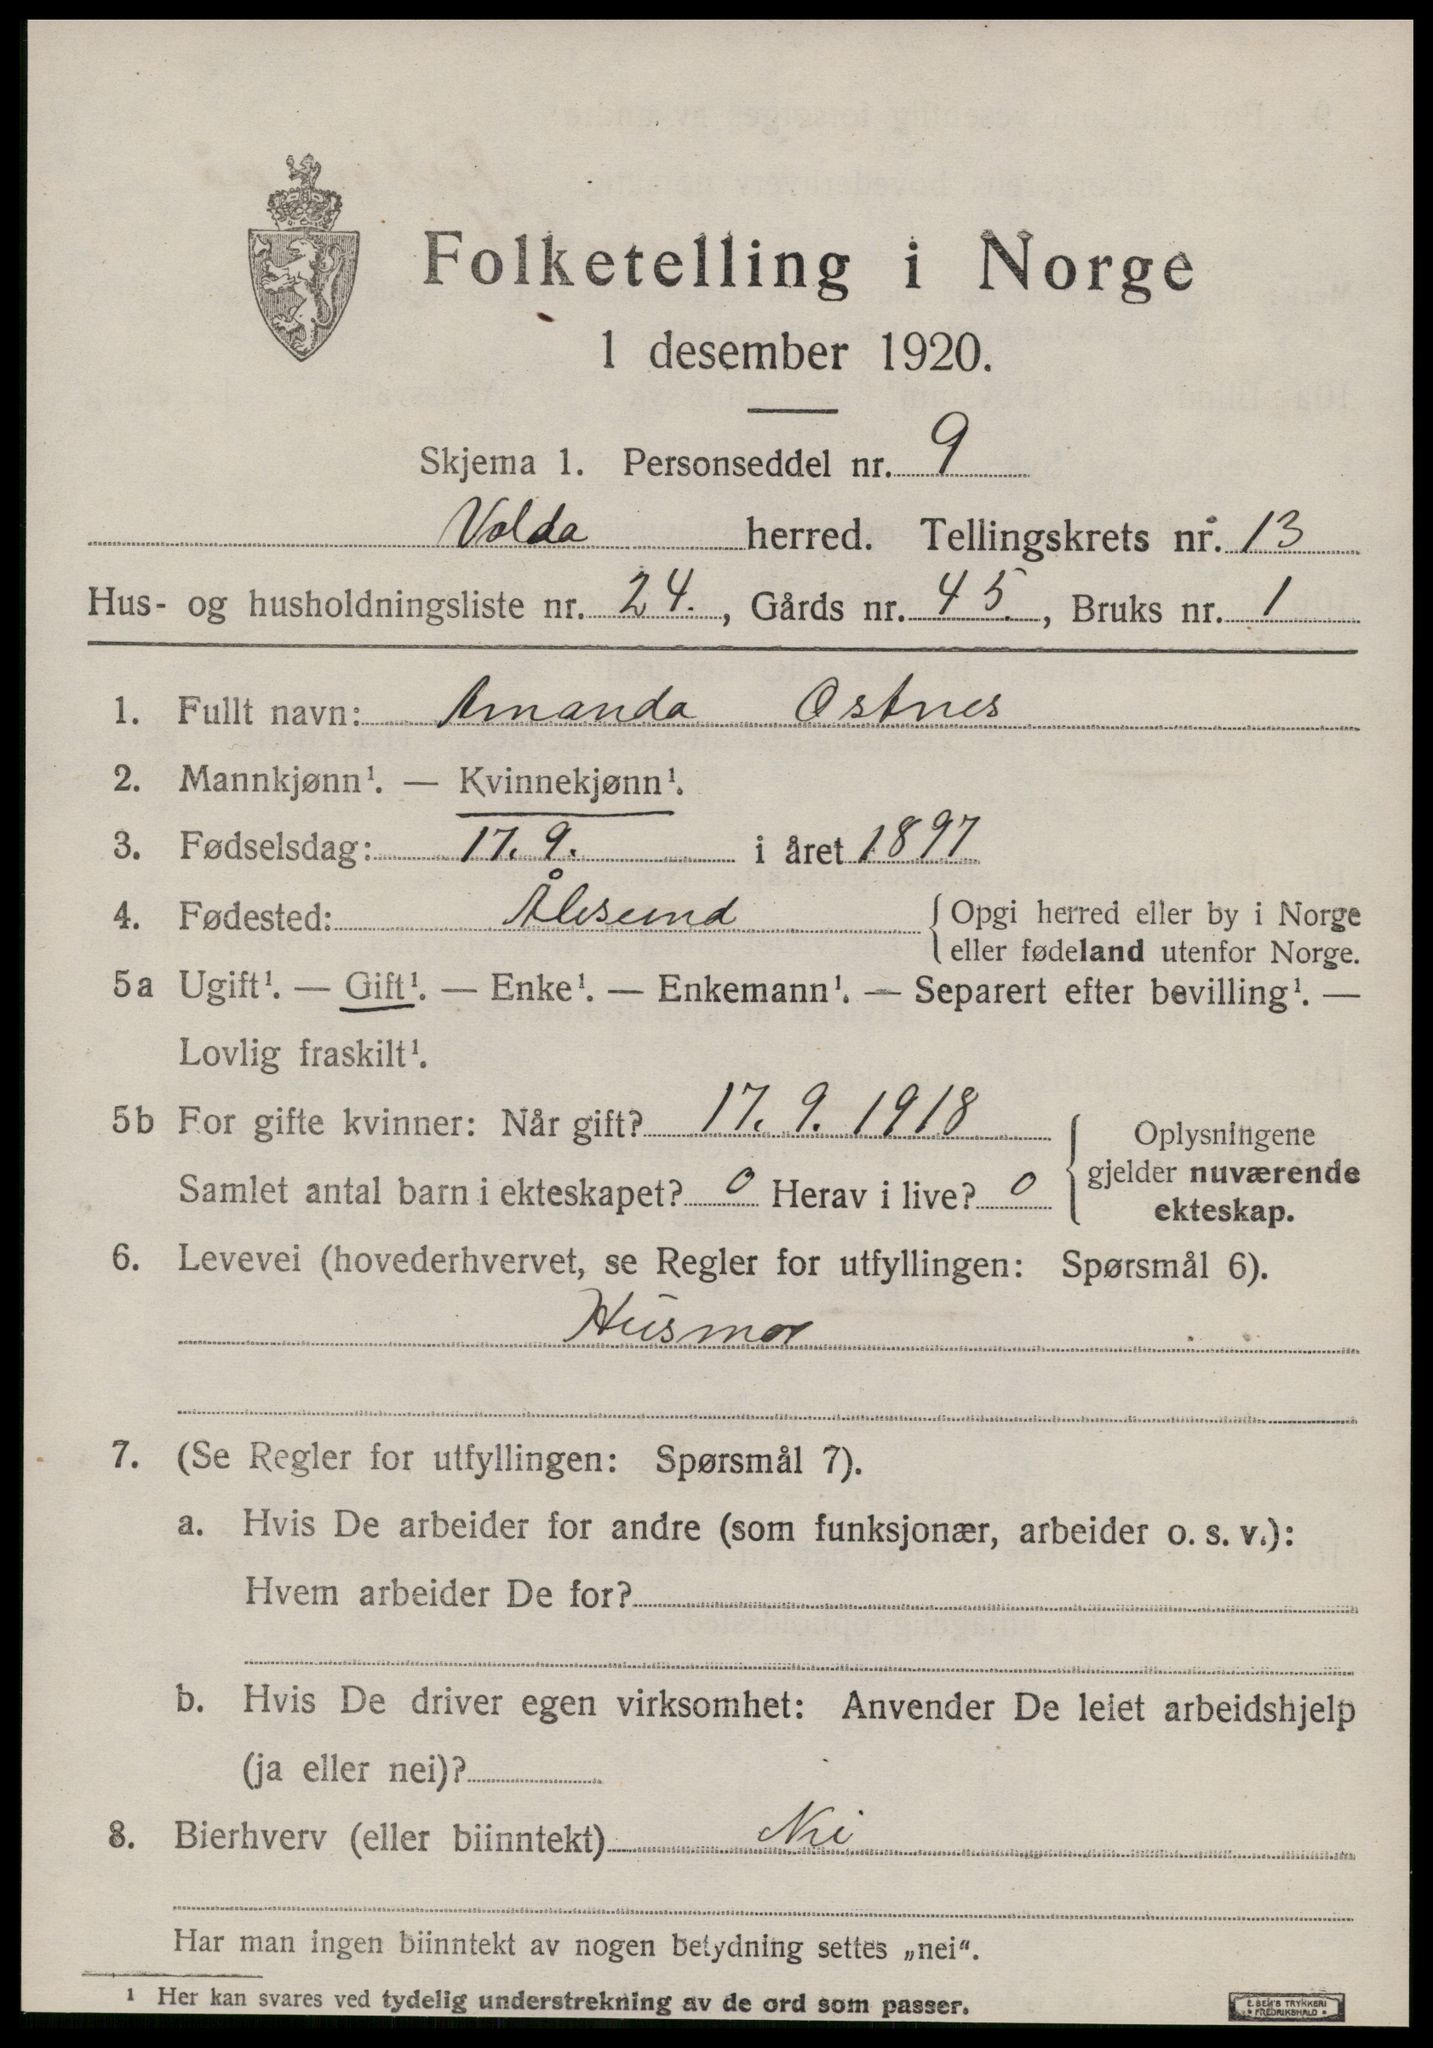 Folketelling i Norge
1 desember 1920.
Skjema 1. Personseddel nr. 9
Volda herred. Tellingskrets nr. 13
Hus- og husholdningsliste nr. 24., Gårds nr. 45., Bruks nr. 1
1. Fullt navn: Amanda Ostnes
2. Mannkjønn¹. — Kvinnekjønn¹.
3. Fødselsdag: 17. 9. i året 1897
4. Fødested: Ålesund { Opgi herred eller by i Norge
eller fødeland utenfor Norge.
5a Ugift¹. — Gift¹. — Enke¹. — Enkemann¹. — Separert efter bevilling¹. —
Lovlig fraskilt¹.
5b For gifte kvinner: Når gift? 17. 9. 1918
Samlet antal barn i ekteskapet? 0 Herav i live? 0
Oplysningene
gjelder nuværende
ekteskap.
6. Levevei (hovederhvervet, se Regler for utfyllingen: Spørsmål 6).
Husmor
7. (Se Regler for utfyllingen: Spørsmål 7).
a. Hvis De arbeider for andre (som funksjonær, arbeider o. s. v.):
Hvem arbeider De for?
b. Hvis De driver egen virksomhet: Anvender De leiet arbeidshjelp
(ja eller nei)?
8. Bierhverv (eller biinntekt) Nei
Har man ingen biinntekt av nogen betydning settes „nei“.
¹ Her kan svares ved tydelig understrekning av de ord som passer.
E. SEM'S TRYKKERI
• FREDRIKSHALD •